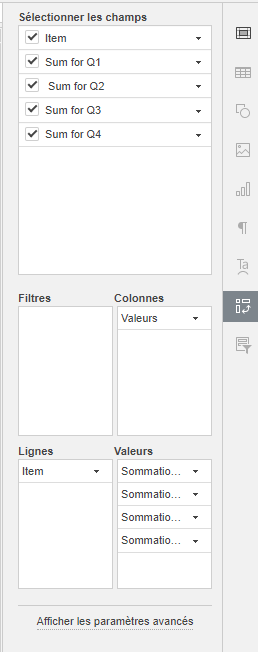 Sélectionner les champs
Item
Sum for Q1
Sum for Q2
Sum for Q3
Sum for Q4
Filtres
Colonnes
Valeurs
Lignes
Valeurs
Item
Sommatio...
Sommatio...
Sommatio...
Sommatio...
Afficher les paramètres avancés
Ta